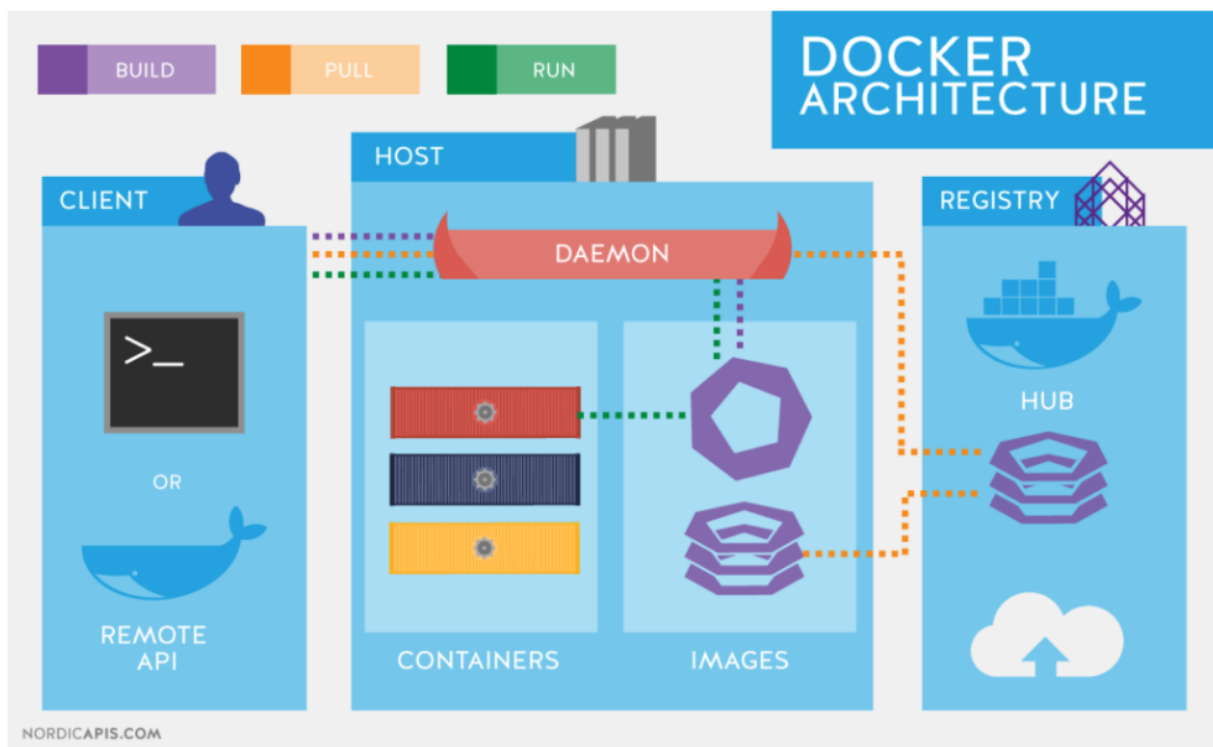 BUILD
PULL
RUN
DOCKER
ARCHITECTURE
HOST
CLIENT
REGISTRY
DAEMON
>_
HUB
OR
REMOTE
API
CONTAINERS
IMAGES
NORDICAPIS.COM